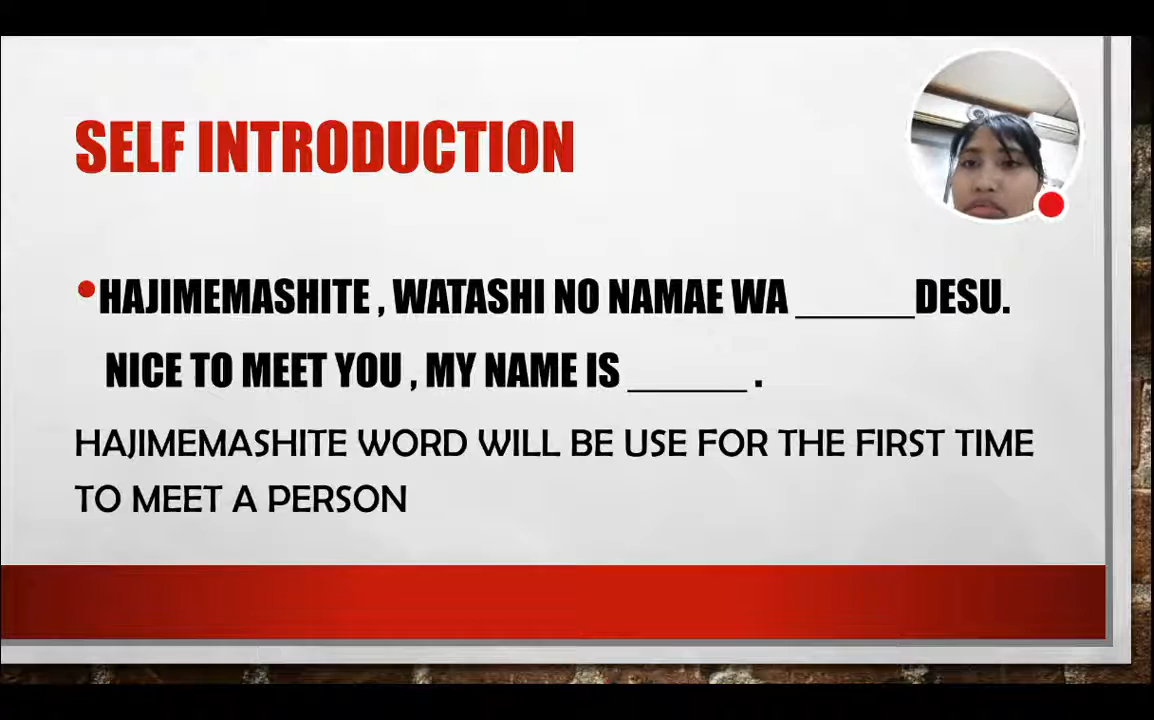 SELF INTRODUCTION
•HAJIMEMASHITE , WATASHI NO NAMAE WA ______DESU.
NICE TO MEET YOU , MY NAME IS ______ .
HAJIMEMASHITE WORD WILL BE USE FOR THE FIRST TIME
TO MEET A PERSON